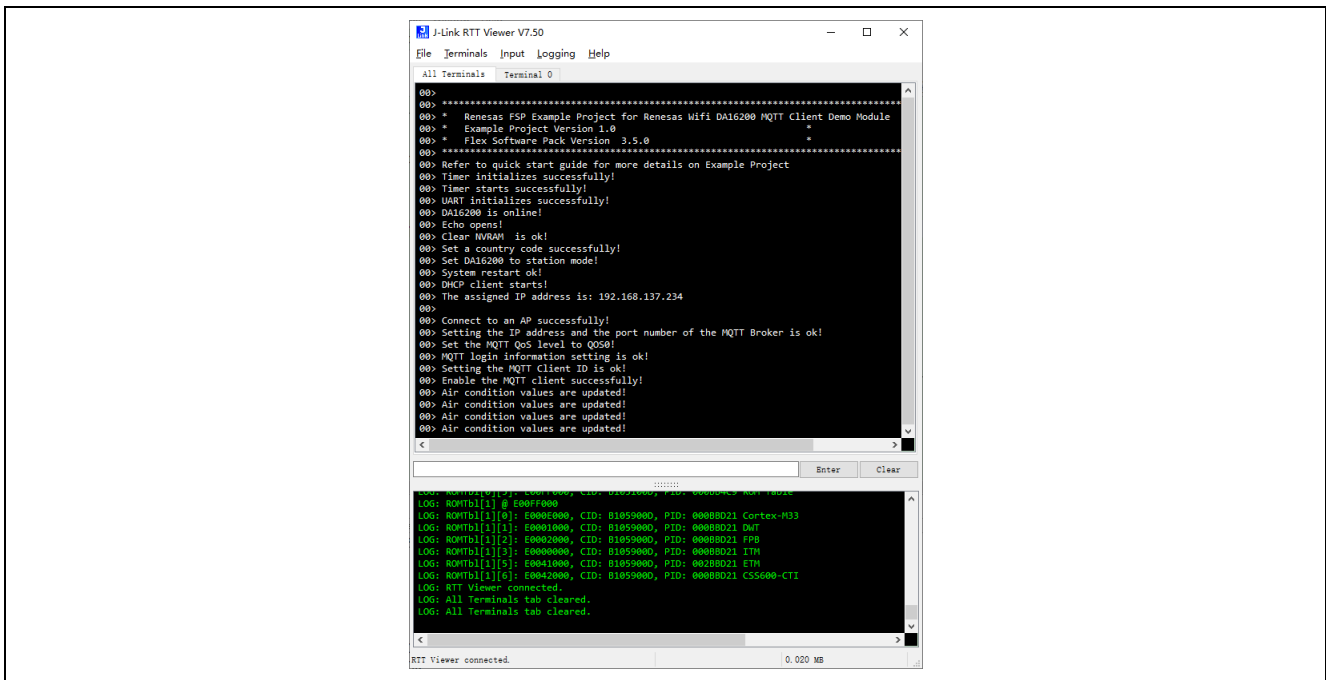 J-Link RTT Viewer V7.50
File Terminals Input Logging Help
All Terminals Terminal 0
00>
00> *******************************************************************************
00> * Renesas FSP Example Project for Renesas Wifi DA16200 MQTT Client Demo Module
00> * Example Project Version 1.0 *
00> * Flex Software Pack Version 3.5.0 *
00> *******************************************************************************
00> Refer to quick start guide for more details on Example Project
00> Timer initializes successfully!
00> Timer starts successfully!
00> UART initializes successfully!
00> DA16200 is online!
00> Echo opens!
00> Clear NVRAM is ok!
00> Set a country code successfully!
00> Set DA16200 to station mode!
00> System restart ok!
00> DHCP client starts!
00> The assigned IP address is: 192.168.137.234
00>
00> Connect to an AP successfully!
00> Setting the IP address and the port number of the MQTT Broker is ok!
00> Set the MQTT QoS level to QOS0!
00> MQTT login information setting is ok!
00> Setting the MQTT Client ID is ok!
00> Enable the MQTT client successfully!
00> Air condition values are updated!
00> Air condition values are updated!
00> Air condition values are updated!
00> Air condition values are updated!
Enter Clear
LOG: ROMTbl[0][5]: E00FF000, CID: B105100D, PID: 000BB4C9 ROM Table
LOG: ROMTbl[1] @ E00FF000
LOG: ROMTbl[1][0]: E000E000, CID: B105900D, PID: 000BBD21 Cortex-M33
LOG: ROMTbl[1][1]: E0001000, CID: B105900D, PID: 000BBD21 DWT
LOG: ROMTbl[1][2]: E0002000, CID: B105900D, PID: 000BBD21 FPB
LOG: ROMTbl[1][3]: E0000000, CID: B105900D, PID: 000BBD21 ITM
LOG: ROMTbl[1][5]: E0041000, CID: B105900D, PID: 002BBD21 ETM
LOG: ROMTbl[1][6]: E0042000, CID: B105900D, PID: 000BBD21 CSS600-CTI
LOG: RTT Viewer connected.
LOG: All Terminals tab cleared.
LOG: All Terminals tab cleared.
RTT Viewer connected. 0.020 MB